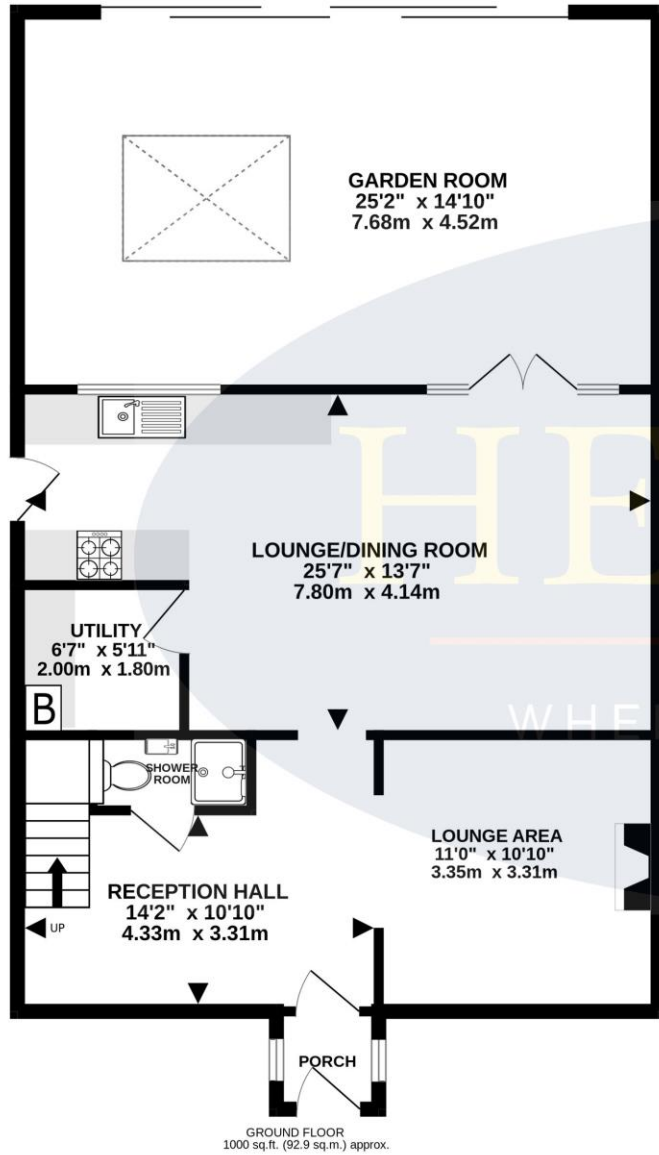 GARDEN ROOM
25'2" x 14'10"
7.68m x 4.52m
HE
LOUNGE/DINING ROOM
25'7" x 13'7"
7.80m x 4.14m
UTILITY
6'7" x 5'11"
2.00m x 1.80m
B
WHE
SHOWER
ROOM
LOUNGE AREA
11'0" x 10'10"
3.35m x 3.31m
RECEPTION HALL
14'2" x 10'10"
4.33m x 3.31m
UP
PORCH
GROUND FLOOR
1000 sq.ft. (92.9 sq.m.) approx.